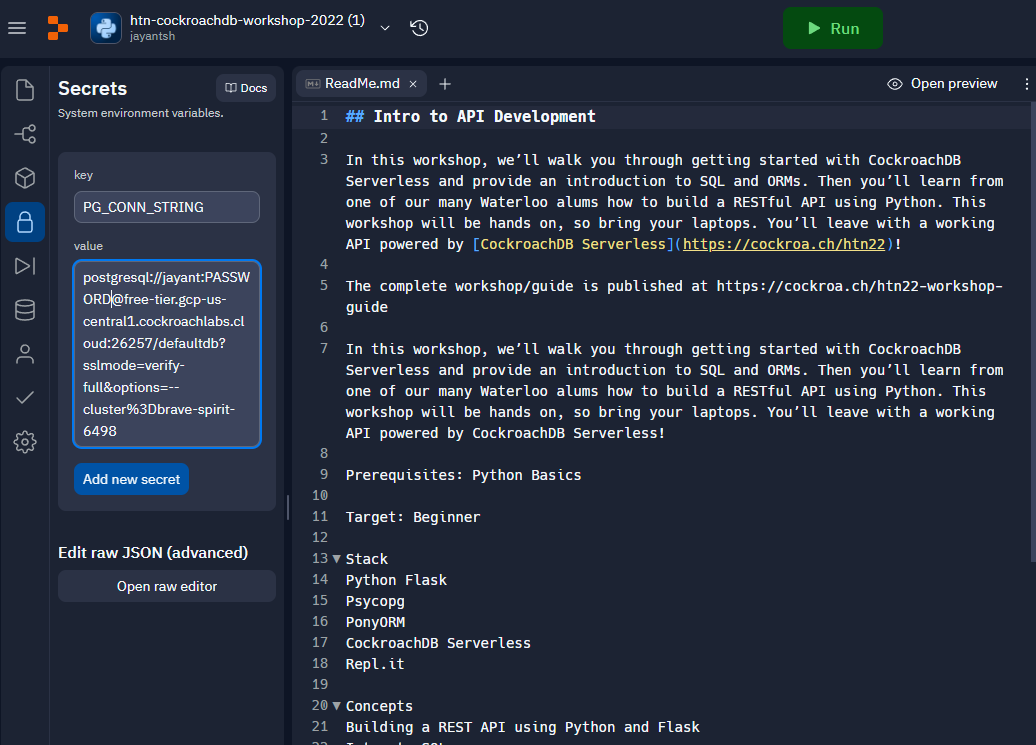 htn-cockroachdb-workshop-2022 (1)
jayantsh
Run
Secrets
Docs
System environment variables.
key
PG_CONN_STRING
value
postgresql://jayant:PASSW
ORD@free-tier.gcp-us-
central1.cockroachlabs.cl
oud:26257/defaultdb?
sslmode=verify-
full&options=--
cluster%3Dbrave-spirit-
6498
Add new secret
Edit raw JSON (advanced)
Open raw editor
ReadMe.md
Open preview
1 ## Intro to API Development
2
3 In this workshop, we’ll walk you through getting started with CockroachDB
Serverless and provide an introduction to SQL and ORMs. Then you’ll learn from
one of our many Waterloo alums how to build a RESTful API using Python. This
workshop will be hands on, so bring your laptops. You’ll leave with a working
API powered by [CockroachDB Serverless](https://cockroa.ch/htn22)!
4
5 The complete workshop/guide is published at https://cockroa.ch/htn22-workshop-
guide
6
7 In this workshop, we’ll walk you through getting started with CockroachDB
Serverless and provide an introduction to SQL and ORMs. Then you’ll learn from
one of our many Waterloo alums how to build a RESTful API using Python. This
workshop will be hands on, so bring your laptops. You’ll leave with a working
API powered by CockroachDB Serverless!
8
9 Prerequisites: Python Basics
10
11 Target: Beginner
12
13 Stack
14 Python Flask
15 Psycopg
16 PonyORM
17 CockroachDB Serverless
18 Repl.it
19
20 Concepts
21 Building a REST API using Python and Flask